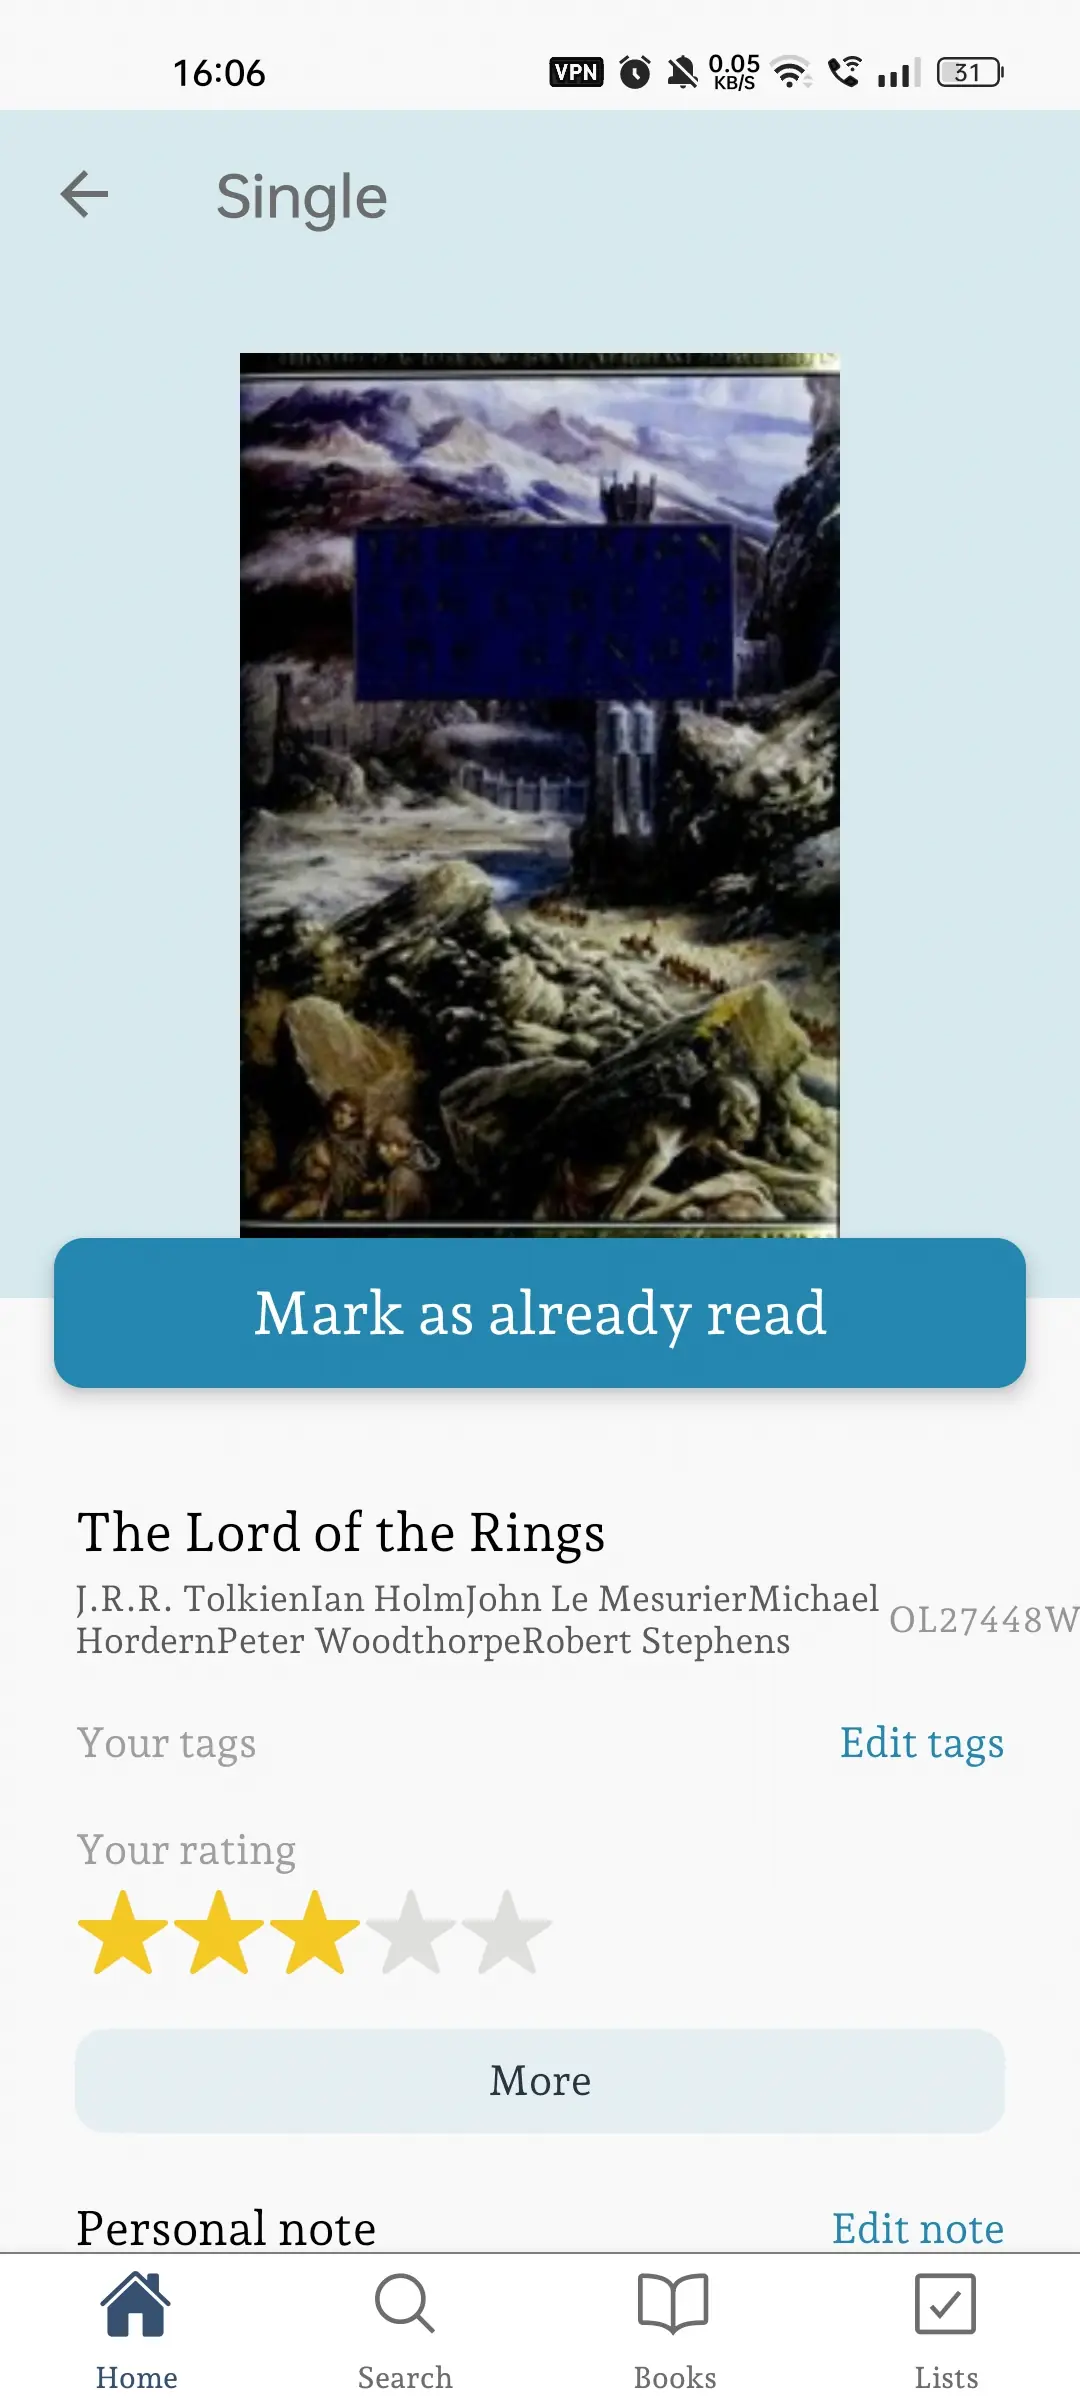 16:06
VPN
0.05
KB/S
31
Single
Mark as already read
The Lord of the Rings
J.R.R. TolkienIan HolmJohn Le MesurierMichael
HordernPeter WoodthorpeRobert Stephens
OL27448W
Your tags
Edit tags
Your rating
More
Personal note
Edit note
Home
Search
Books
Lists